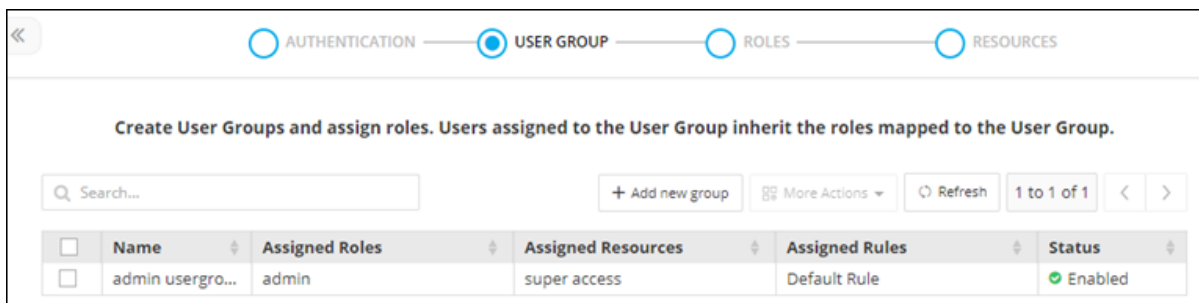 AUTHENTICATION USER GROUP ROLES RESOURCES
Create User Groups and assign roles. Users assigned to the User Group inherit the roles mapped to the User Group.
Search... + Add new group More Actions Refresh 1 to 1 of 1
Name Assigned Roles Assigned Resources Assigned Rules Status
admin usergro... admin super access Default Rule Enabled